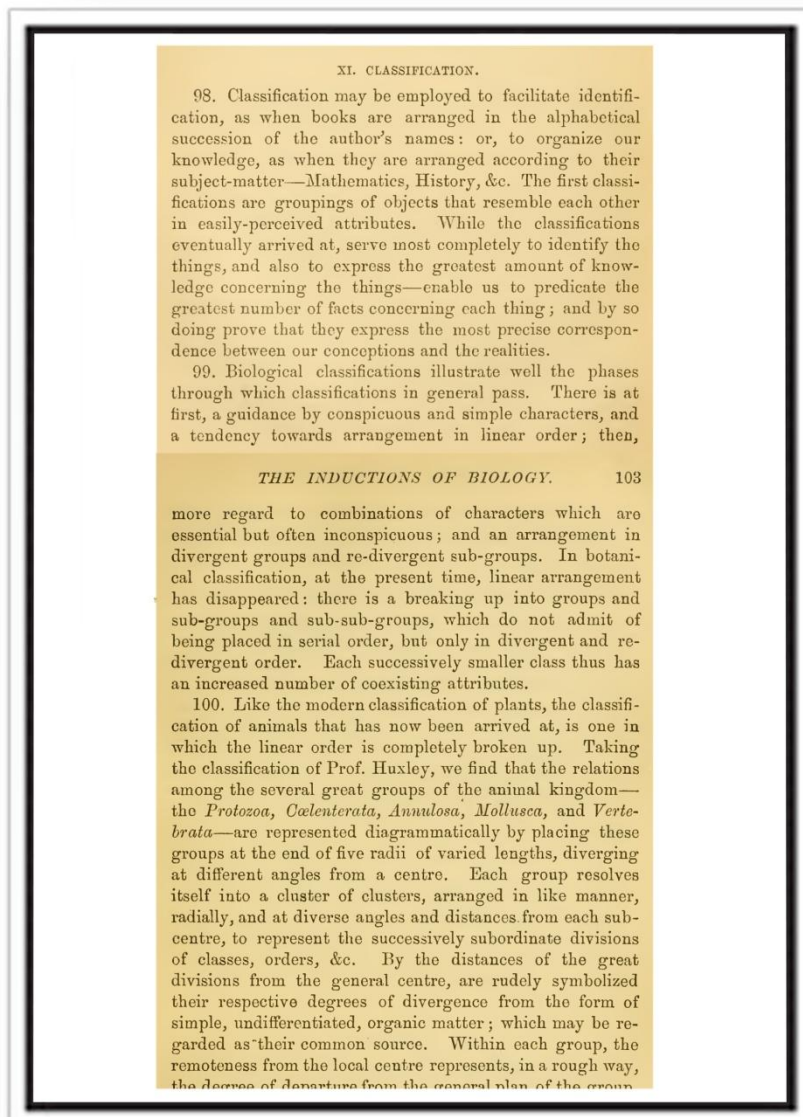 XI. CLASSIFICATION.
98. Classification may be employed to facilitate identifi-
cation, as when books are arranged in the alphabetical
succession of the author's names: or, to organize our
knowledge, as when they are arranged according to their
subject-matter—Mathematics, History, &c. The first classi-
fications are groupings of objects that resemble each other
in easily-perceived attributes. While the classifications
eventually arrived at, serve most completely to identify the
things, and also to express the greatest amount of know-
ledge concerning the things—enable us to predicate the
greatest number of facts concerning each thing; and by so
doing prove that they express the most precise correspon-
dence between our conceptions and the realities.
99. Biological classifications illustrate well the phases
through which classifications in general pass. There is at
first, a guidance by conspicuous and simple characters, and
a tendency towards arrangement in linear order; then,
THE INDUCTIONS OF BIOLOGY. 103
more regard to combinations of characters which are
essential but often inconspicuous; and an arrangement in
divergent groups and re-divergent sub-groups. In botani-
cal classification, at the present time, linear arrangement
has disappeared: there is a breaking up into groups and
sub-groups and sub-sub-groups, which do not admit of
being placed in serial order, but only in divergent and re-
divergent order. Each successively smaller class thus has
an increased number of coexisting attributes.
100. Like the modern classification of plants, the classifi-
cation of animals that has now been arrived at, is one in
which the linear order is completely broken up. Taking
the classification of Prof. Huxley, we find that the relations
among the several great groups of the animal kingdom—
the Protozoa, Cœlenterata, Annulosa, Mollusca, and Verte-
brata—are represented diagrammatically by placing these
groups at the end of five radii of varied lengths, diverging
at different angles from a centre. Each group resolves
itself into a cluster of clusters, arranged in like manner,
radially, and at diverse angles and distances from each sub-
centre, to represent the successively subordinate divisions
of classes, orders, &c. By the distances of the great
divisions from the general centre, are rudely symbolized
their respective degrees of divergence from the form of
simple, undifferentiated, organic matter; which may be re-
garded as their common source. Within each group, the
remoteness from the local centre represents, in a rough way,
the degree of departure from the general plan of the group